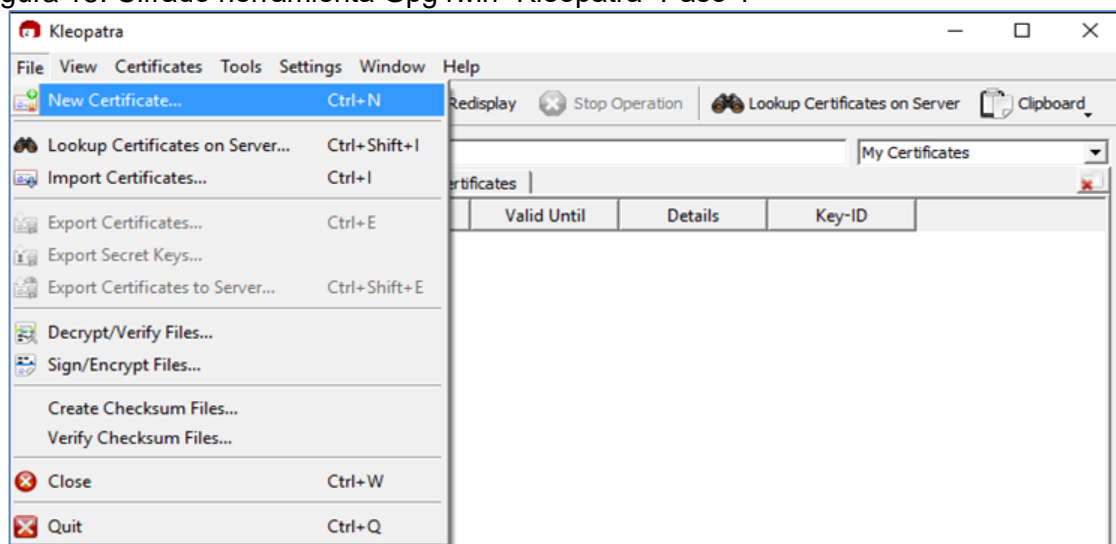 Kleopatra
File View Certificates Tools Settings Window Help
New Certificate... Ctrl+N
Redisplay Stop Operation Lookup Certificates on Server Clipboard
Lookup Certificates on Server... Ctrl+Shift+I
My Certificates
Import Certificates... Ctrl+I
Valid Until Details Key-ID
Export Certificates... Ctrl+E
Export Secret Keys...
Export Certificates to Server... Ctrl+Shift+E
Decrypt/Verify Files...
Sign/Encrypt Files...
Create Checksum Files...
Verify Checksum Files...
Close Ctrl+W
Quit Ctrl+Q